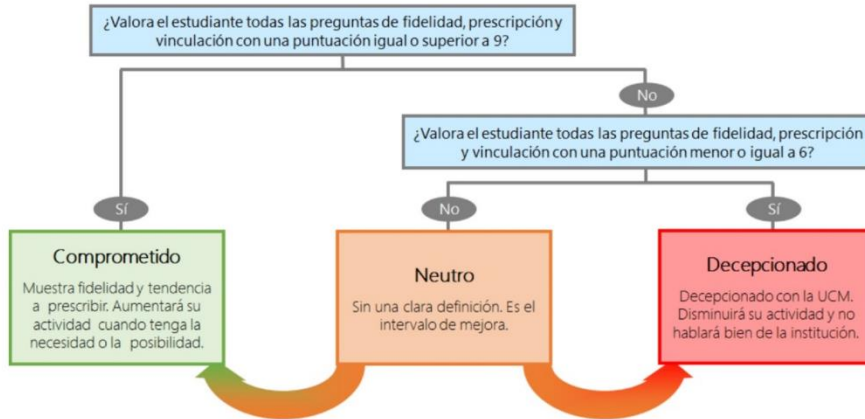 ¿Valora el estudiante todas las preguntas de fidelidad, prescripción y
vinculación con una puntuación igual o superior a 9?
No
¿Valora el estudiante todas las preguntas de fidelidad, prescripción
y vinculación con una puntuación menor o igual a 6?
Sí
No
Sí
Comprometido
Muestra fidelidad y tendencia
a prescribir. Aumentará su
actividad cuando tenga la
necesidad o la posibilidad.
Neutro
Sin una clara definición. Es el
intervalo de mejora.
Decepcionado
Decepcionado con la UCM.
Disminuirá su actividad y no
hablará bien de la institución.